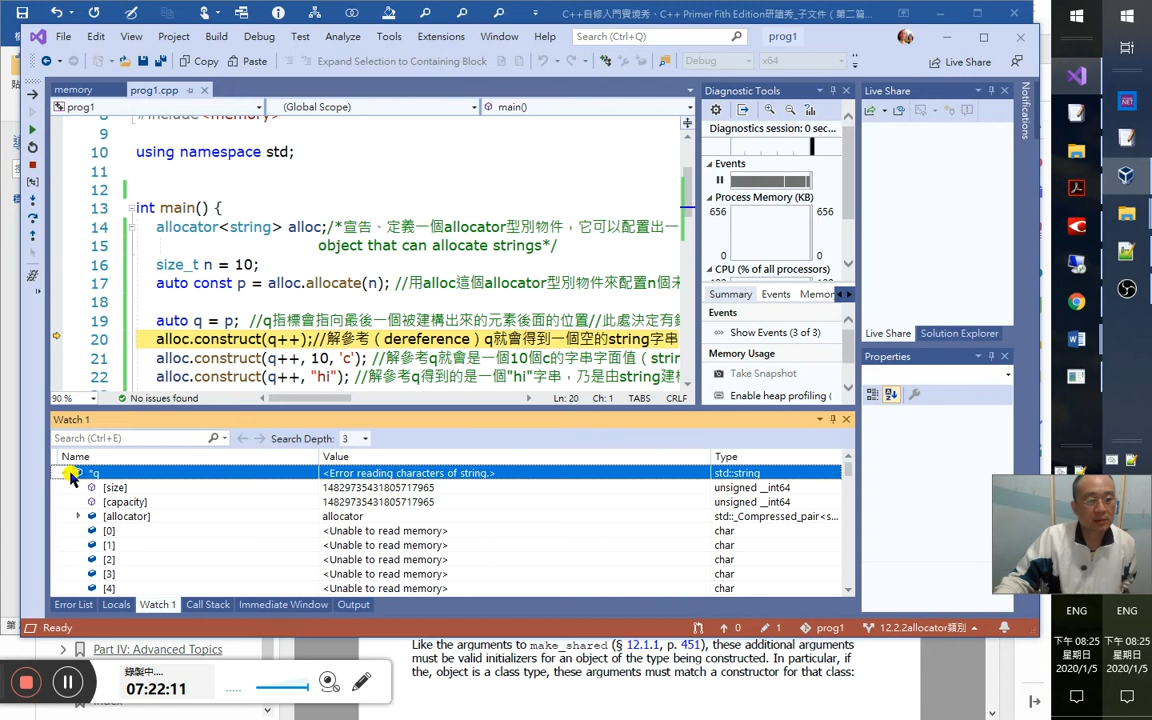 C++自修入門實境秀、C++ Primer Fith Edition研讀秀_子文件（第二篇
File Edit View Project Build Debug Test Analyze Tools Extensions Window Help Search (Ctrl+Q) prog1
Copy Paste Expand Selection to Containing Block Debug x64 Live Share
memory prog1.cpp
prog1 (Global Scope) main()
8 #include<memory>
9
10 using namespace std;
11
12
13 int main() {
14 allocator<string> alloc;/*宣告、定義一個allocator型別物件，它可以配置出一
15 object that can allocate strings*/
16 size_t n = 10;
17 auto const p = alloc.allocate(n); //用alloc這個allocator型別物件來配置n個未
18
19 auto q = p; //q指標會指向最後一個被建構出來的元素後面的位置//此處決定有
20 alloc.construct(q++);//解參考（dereference）q就會得到一個空的string字串
21 alloc.construct(q++, 10, 'c'); //解參考q就會是一個10個c的字串字面值（strin
22 alloc.construct(q++, "hi"); //解參考q得到的是一個"hi"字串，乃是由string建構
90 % No issues found Ln: 20 Ch: 1 TABS CRLF
Diagnostic Tools
Diagnostics session: 0 sec...
Events
Process Memory (KB)
656 656
0 0
CPU (% of all processors)
Summary Events Memor
Events
Show Events (3 of 3)
Memory Usage
Take Snapshot
Enable heap profiling (
Live Share
Live Share Solution Explorer
Properties
Notifications
Watch 1
Search (Ctrl+E) Search Depth: 3
Name Value Type
*q <Error reading characters of string.> std::string
[size] 14829735431805717965 unsigned __int64
[capacity] 14829735431805717965 unsigned __int64
[allocator] allocator std::_Compressed_pair<s...
[0] <Unable to read memory> char
[1] <Unable to read memory> char
[2] <Unable to read memory> char
[3] <Unable to read memory> char
[4] <Unable to read memory> char
Error List Locals Watch 1 Call Stack Immediate Window Output
Ready 0 1 prog1 12.2.2allocator類別
Part IV: Advanced Topics
Like the arguments to make_shared (§ 12.1.1, p. 451), these additional arguments
must be valid initializers for an object of the type being constructed. In particular, if
the, object is a class type, these arguments must match a constructor for that class:
錄製中...
07:22:11
ENG ENG
下午 08:25 下午 08:25
星期日 星期日
2020/1/5 2020/1/5